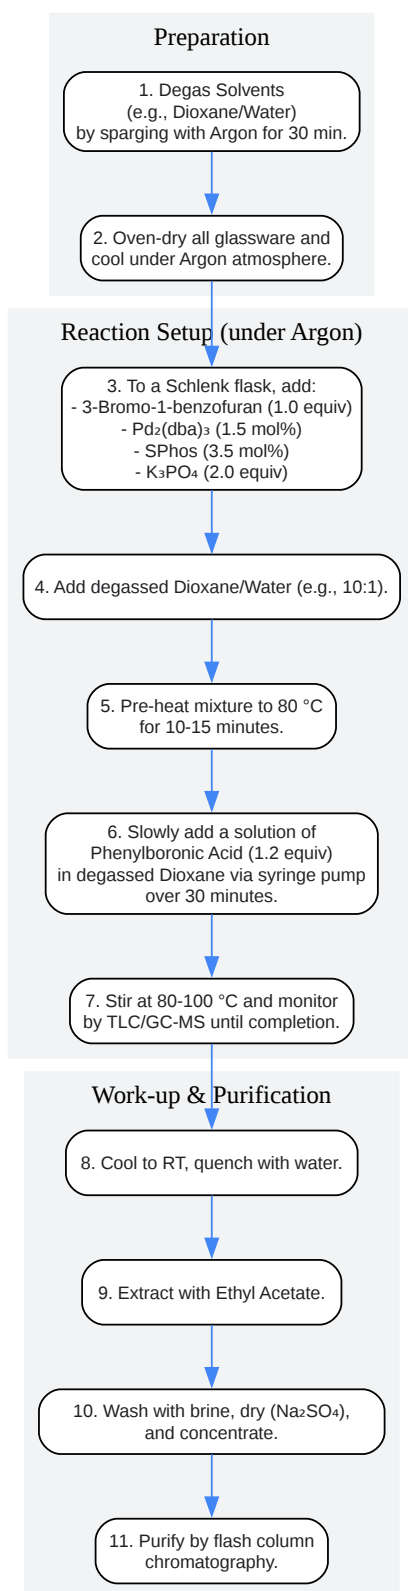 Preparation
1. Degas Solvents
(e.g., Dioxane/Water)
by sparging with Argon for 30 min.
2. Oven-dry all glassware and
cool under Argon atmosphere.
Reaction Setup (under Argon)
3. To a Schlenk flask, add:
- 3-Bromo-1-benzofuran (1.0 equiv)
- Pd₂(dba)₃ (1.5 mol%)
- SPhos (3.5 mol%)
- K₃PO₄ (2.0 equiv)
4. Add degassed Dioxane/Water (e.g., 10:1).
5. Pre-heat mixture to 80 °C
for 10-15 minutes.
6. Slowly add a solution of
Phenylboronic Acid (1.2 equiv)
in degassed Dioxane via syringe pump
over 30 minutes.
7. Stir at 80-100 °C and monitor
by TLC/GC-MS until completion.
Work-up & Purification
8. Cool to RT, quench with water.
9. Extract with Ethyl Acetate.
10. Wash with brine, dry (Na₂SO₄),
and concentrate.
11. Purify by flash column
chromatography.